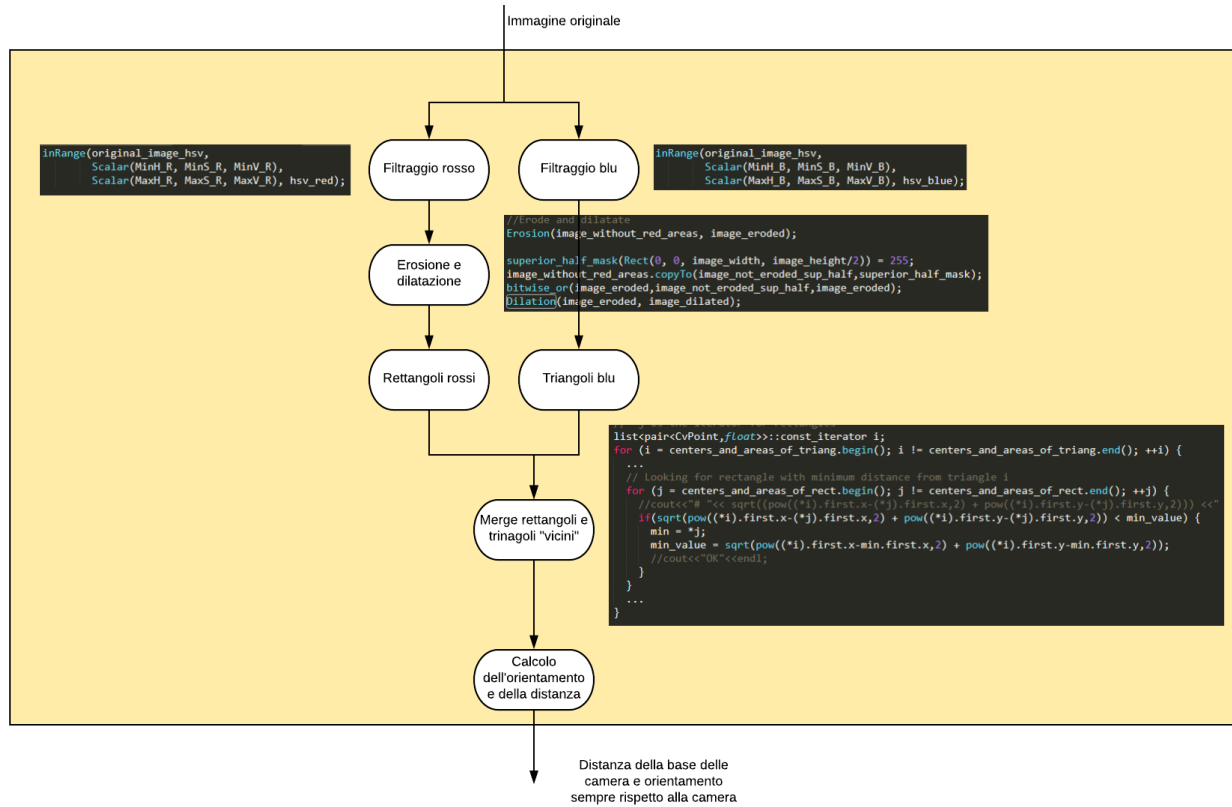 Immagine originale
Filtraggio rosso
Filtraggio blu
inRange(original_image_hsv,
Scalar(MinH_R, MinS_R, MinV_R),
Scalar(MaxH_R, MaxS_R, MaxV_R), hsv_red);
inRange(original_image_hsv,
Scalar(MinH_B, MinS_B, MinV_B),
Scalar(MaxH_B, MaxS_B, MaxV_B), hsv_blue);
Erosione e
dilatazione
//Erode and dilatate
Erosion(image_without_red_areas, image_eroded);
superior_half_mask(Rect(0, 0, image_width, image_height/2)) = 255;
image_without_red_areas.copyTo(image_not_eroded_sup_half,superior_half_mask);
bitwise_or(image_eroded,image_not_eroded_sup_half,image_eroded);
Dilation(image_eroded, image_dilated);
Rettangoli rossi
Triangoli blu
list<pair<CvPoint,float>>::const_iterator i;
for (i = centers_and_areas_of_triang.begin(); i != centers_and_areas_of_triang.end(); ++i) {
...
// Looking for rectangle with minimum distance from triangle i
for (j = centers_and_areas_of_rect.begin(); j != centers_and_areas_of_rect.end(); ++j) {
//cout<<"# "<< sqrt((pow((*i).first.x-(*j).first.x,2) + pow((*i).first.y-(*j).first.y,2))) <<"
if(sqrt(pow((*i).first.x-(*j).first.x,2) + pow((*i).first.y-(*j).first.y,2)) < min_value) {
min = *j;
min_value = sqrt(pow((*i).first.x-min.first.x,2) + pow((*i).first.y-min.first.y,2));
//cout<<"OK"<<endl;
}
}
...
}
Merge rettangoli e
trinagoli "vicini"
Calcolo
dell'orientamento
e della distanza
Distanza della base delle
camera e orientamento
sempre rispetto alla camera